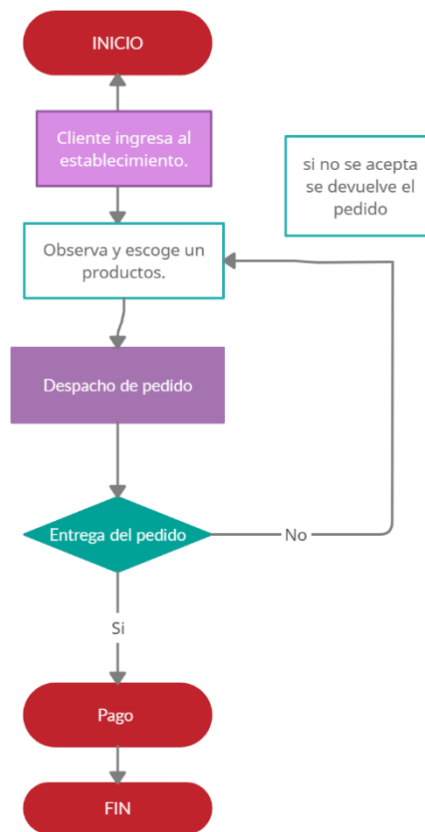 INICIO
Cliente ingresa al
establecimiento.
si no se acepta
se devuelve el
pedido
Observa y escoge un
productos.
Despacho de pedido
Entrega del pedido
No
Si
Pago
FIN